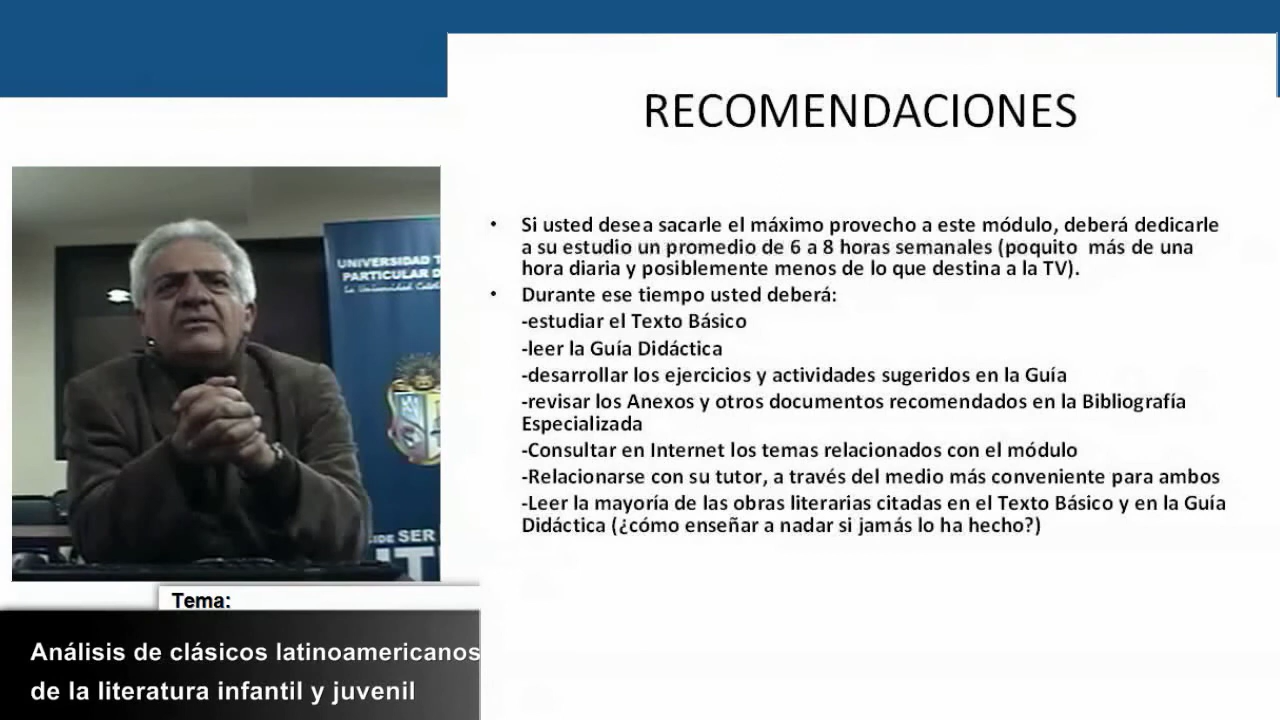 RECOMENDACIONES
• Si usted desea sacarle el máximo provecho a este módulo, deberá dedicarle
a su estudio un promedio de 6 a 8 horas semanales (poquito más de una
hora diaria y posiblemente menos de lo que destina a la TV).
• Durante ese tiempo usted deberá:
-estudiar el Texto Básico
-leer la Guía Didáctica
-desarrollar los ejercicios y actividades sugeridos en la Guía
-revisar los Anexos y otros documentos recomendados en la Bibliografía
Especializada
-Consultar en Internet los temas relacionados con el módulo
-Relacionarse con su tutor, a través del medio más conveniente para ambos
-Leer la mayoría de las obras literarias citadas en el Texto Básico y en la Guía
Didáctica (¿cómo enseñar a nadar si jamás lo ha hecho?)
UNIVERSIDAD T
PARTICULAR D
La Universidad Católi
IDE SER
Tema:
Análisis de clásicos latinoamericanos
de la literatura infantil y juvenil